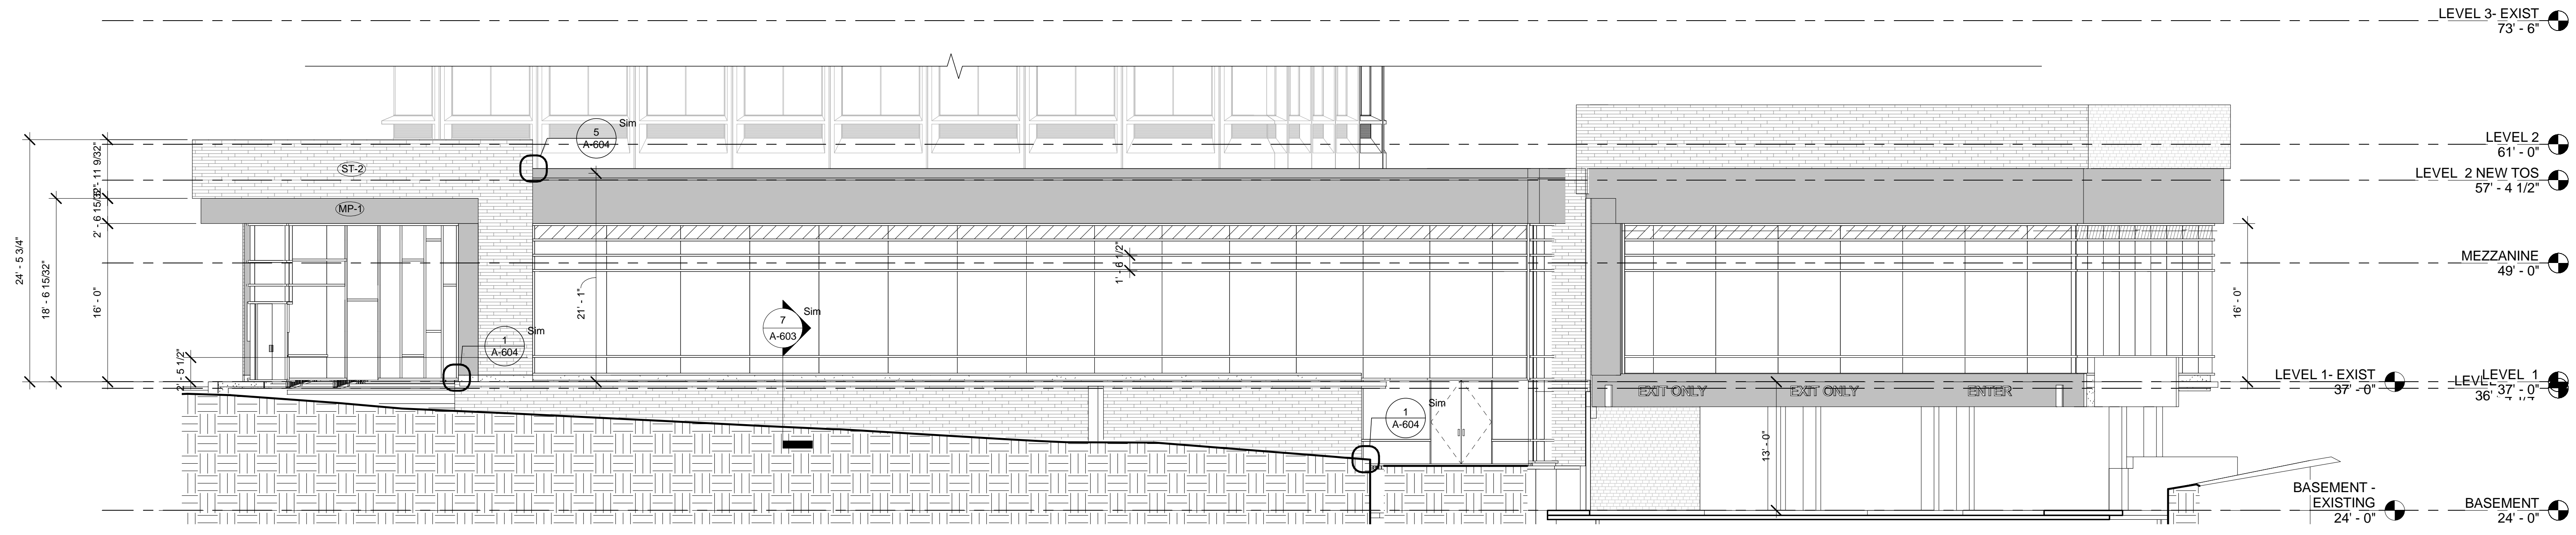 LEVEL 3- EXIST
73' - 6"
Sim
5
A-604
LEVEL 2
61' - 0"
ST-2
LEVEL 2 NEW TOS
57' - 4 1/2"
MP-1
2' - 6 15/32"
24' - 5 3/4"
18' - 6 15/32"
16' - 0"
21' - 1"
1' - 6 1/2"
MEZZANINE
49' - 0"
16' - 0"
Sim
7
A-603
Sim
1
A-604
2' - 5 1/2"
LEVEL 1- EXIST
37' - 0"
LEVEL 1
37' - 0"
EXIT ONLY
EXIT ONLY
ENTER
Sim
1
A-604
13' - 0"
BASEMENT -
EXISTING
24' - 0"
BASEMENT
24' - 0"